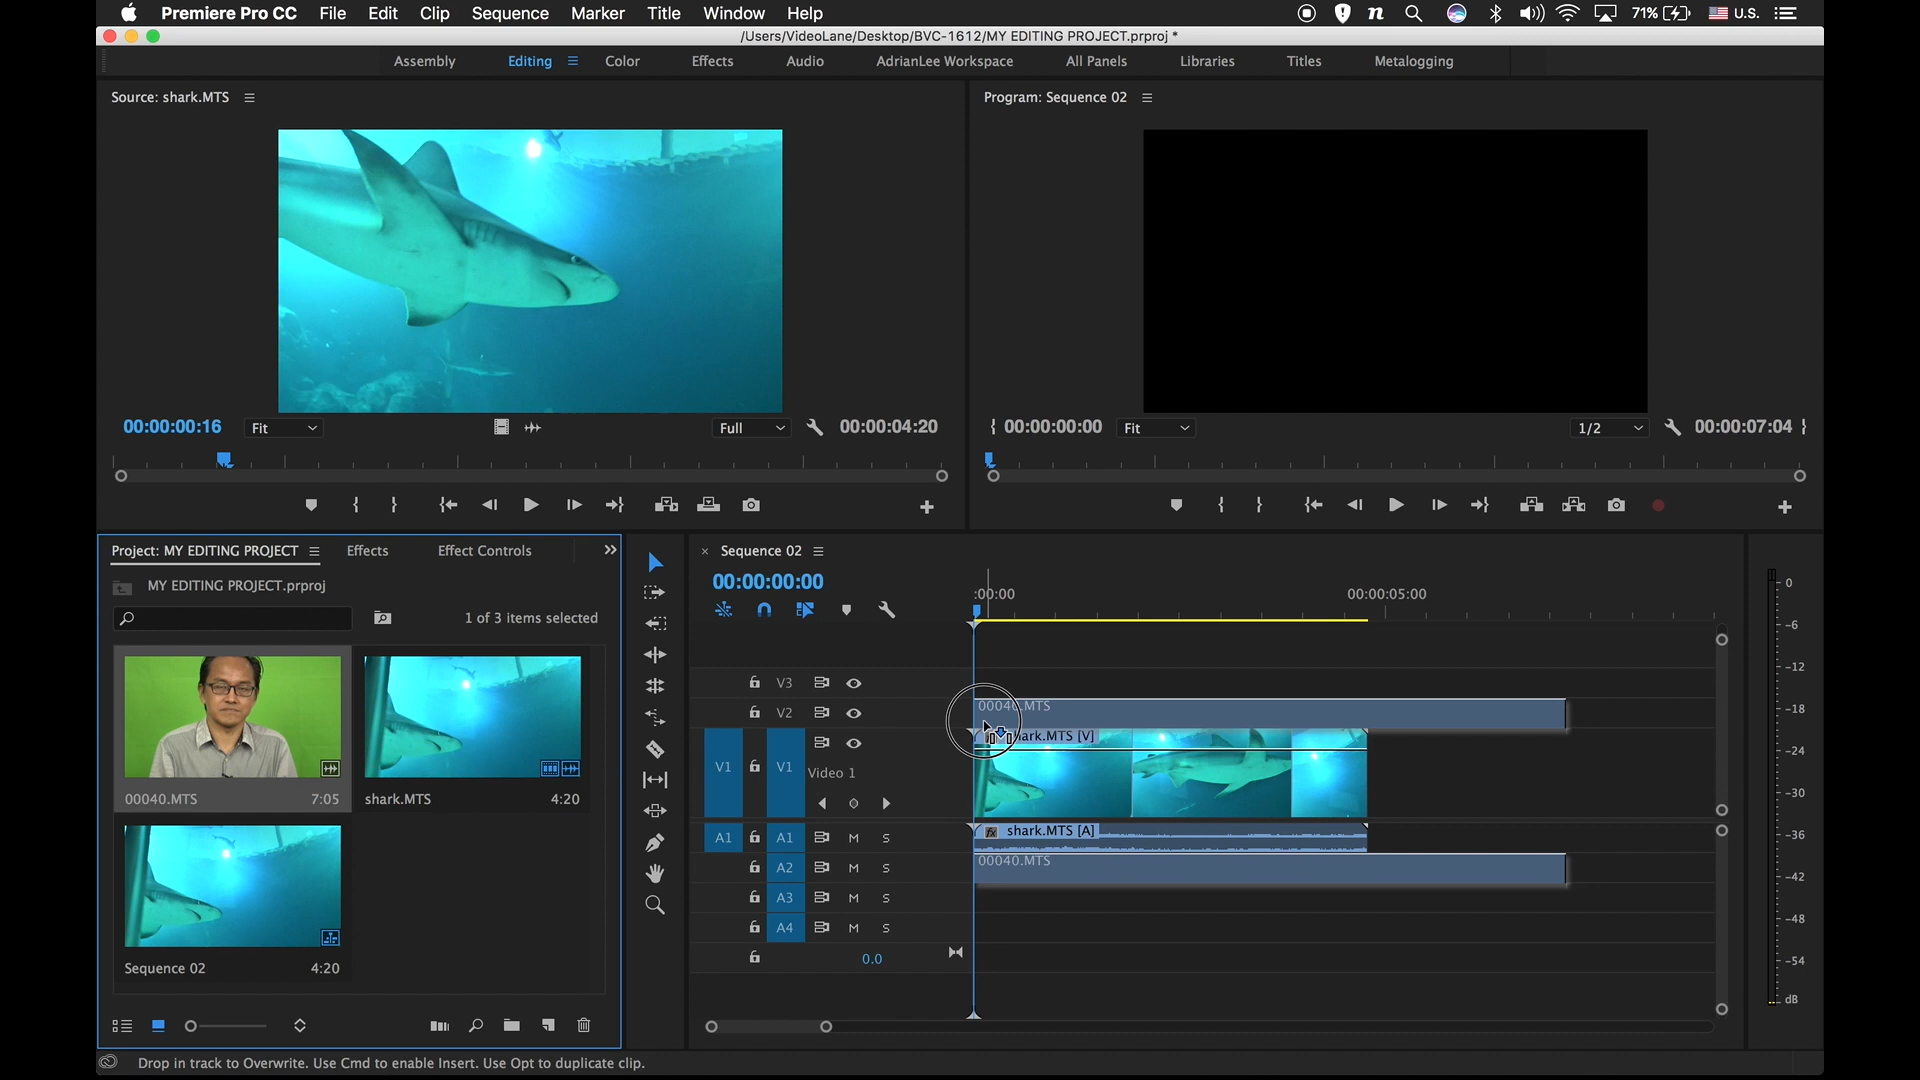 Premiere Pro CC File Edit Clip Sequence Marker Title Window Help 71% U.S.
/Users/VideoLane/Desktop/BVC-1612/MY EDITING PROJECT.prproj *
Assembly Editing Color Effects Audio AdrianLee Workspace All Panels Libraries Titles Metalogging
Source: shark.MTS
Program: Sequence 02
00:00:00:16 Fit Full 00:00:04:20
00:00:00:00 Fit 1/2 00:00:07:04
Project: MY EDITING PROJECT Effects Effect Controls
MY EDITING PROJECT.prproj
1 of 3 items selected
00040.MTS 7:05
shark.MTS 4:20
Sequence 02 4:20
× Sequence 02
00:00:00:00
:00:00 00:00:05:00
V3
V2
00040.MTS
V1 V1 Video 1
shark.MTS [V]
A1 A1 M S
fx shark.MTS [A]
A2 M S
00040.MTS
A3 M S
A4 M S
0.0
0
-6
-12
-18
-24
-30
-36
-42
-48
-54
dB
Drop in track to Overwrite. Use Cmd to enable Insert. Use Opt to duplicate clip.